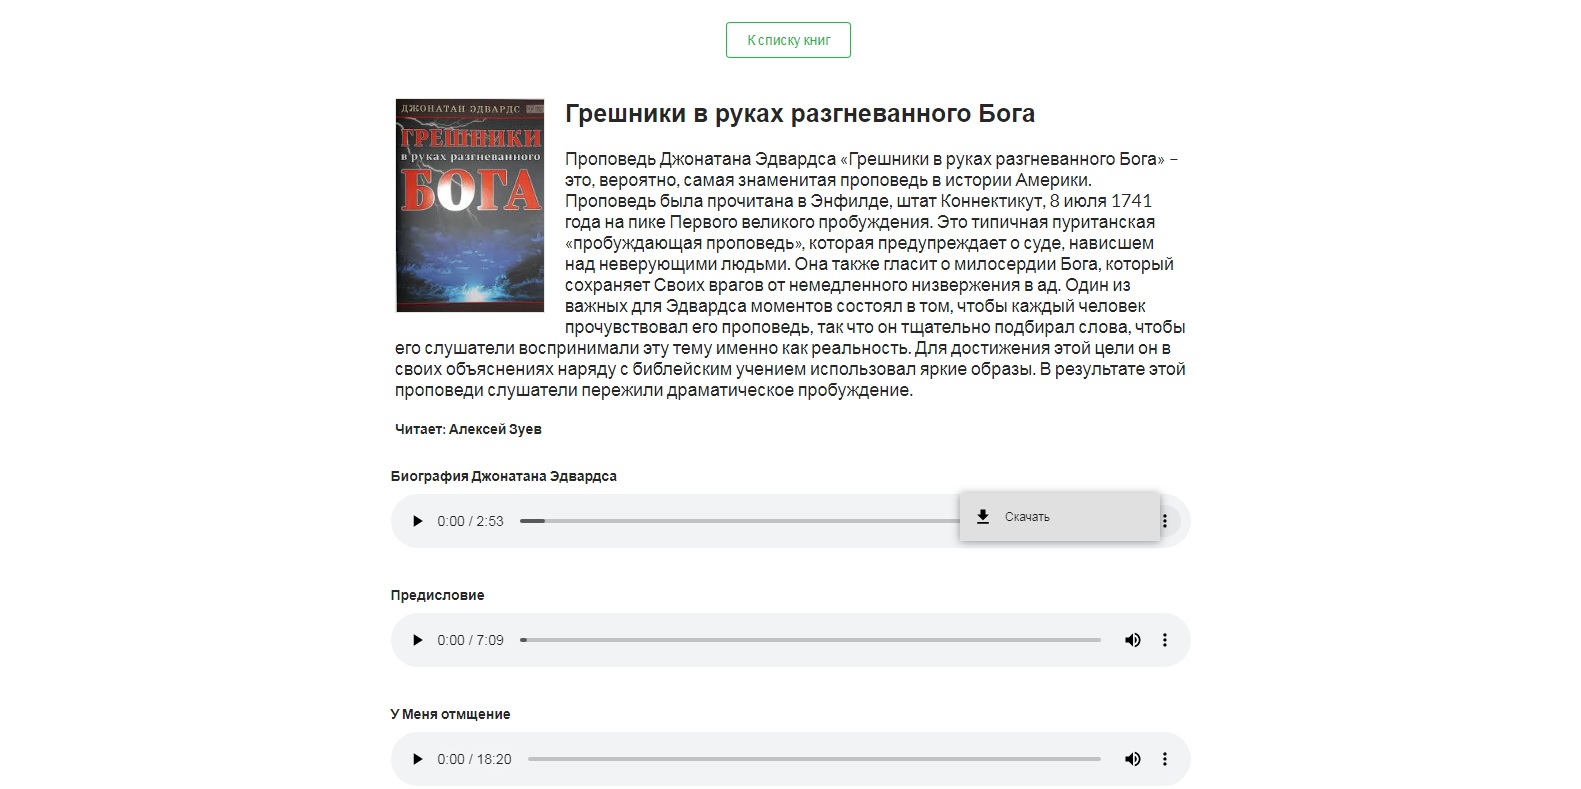 К списку книг
ДЖОНАТАН ЭДВАРДС
ГРЕШНИКИ
в руках разгневанного
БОГА
Грешники в руках разгневанного Бога
Проповедь Джонатана Эдвардса «Грешники в руках разгневанного Бога» –
это, вероятно, самая знаменитая проповедь в истории Америки.
Проповедь была прочитана в Энфилде, штат Коннектикут, 8 июля 1741
года на пике Первого великого пробуждения. Это типичная пуританская
«пробуждающая проповедь», которая предупреждает о суде, нависшем
над неверующими людьми. Она также гласит о милосердии Бога, который
сохраняет Своих врагов от немедленного низвержения в ад. Один из
важных для Эдвардса моментов состоял в том, чтобы каждый человек
прочувствовал его проповедь, так что он тщательно подбирал слова, чтобы
его слушатели воспринимали эту тему именно как реальность. Для достижения этой цели он в
своих объяснениях наряду с библейским учением использовал яркие образы. В результате этой
проповеди слушатели пережили драматическое пробуждение.
Читает: Алексей Зуев
Биография Джонатана Эдвардса
0:00 / 2:53
Скачать
Предисловие
0:00 / 7:09
У Меня отмщение
0:00 / 18:20